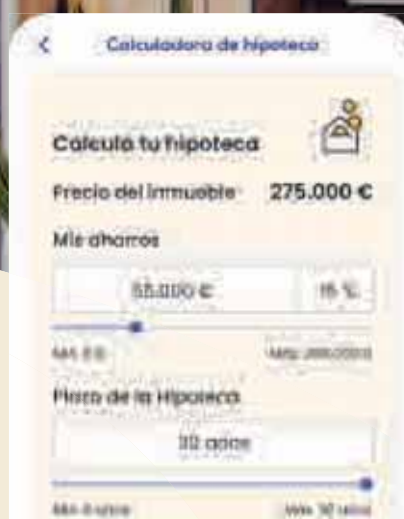 Calculadora de hipoteca
Calcula tu hipoteca
Precio del inmueble 275.000 €
Mis ahorros
55.000 €
Plazo de la Hipoteca
30 años